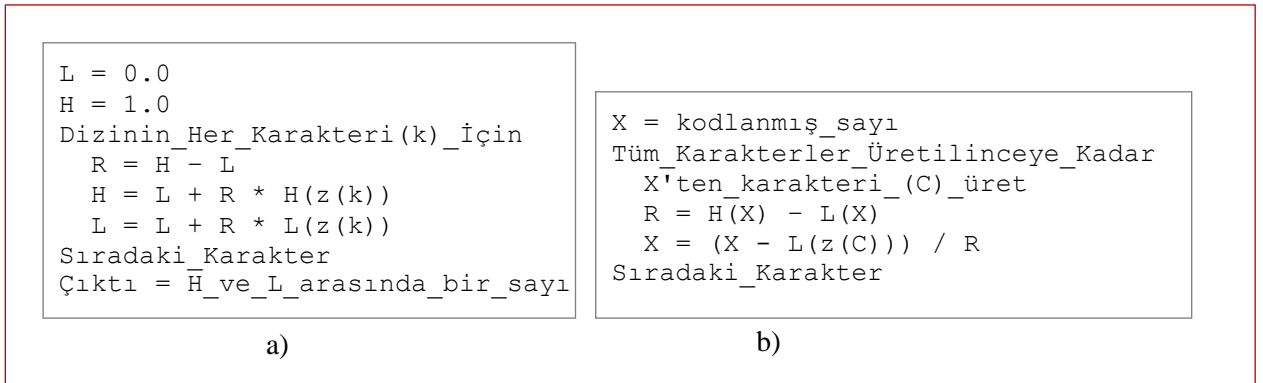 L = 0.0
H = 1.0
Dizinin_Her_Karakteri(k)_İçin
R = H – L
H = L + R * H(z(k))
L = L + R * L(z(k))
Sıradaki_Karakter
Çıktı = H_ve_L_arasında_bir_sayı
a)
X = kodlanmış_sayı
Tüm_Karakterler_Üretilinceye_Kadar
X'ten_karakteri_(C)_üret
R = H(X) – L(X)
X = (X - L(z(C))) / R
Sıradaki_Karakter
b)